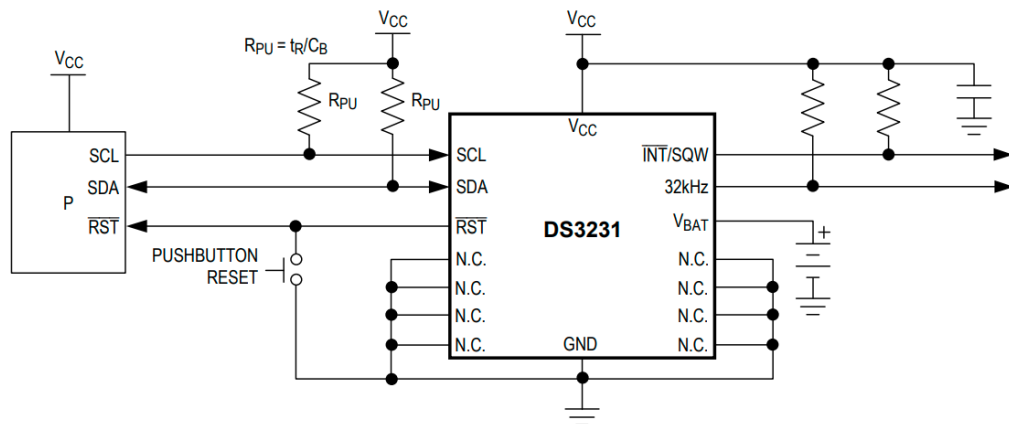 VCC
VCC
RPU = tR/CB
VCC
RPU
RPU
VCC
SCL
SCL
INT/SQW
SDA
SDA
32kHz
P
RST
RST
DS3231
VBAT
+
PUSHBUTTON
RESET
N.C.
N.C.
N.C.
N.C.
N.C.
N.C.
N.C.
GND
N.C.